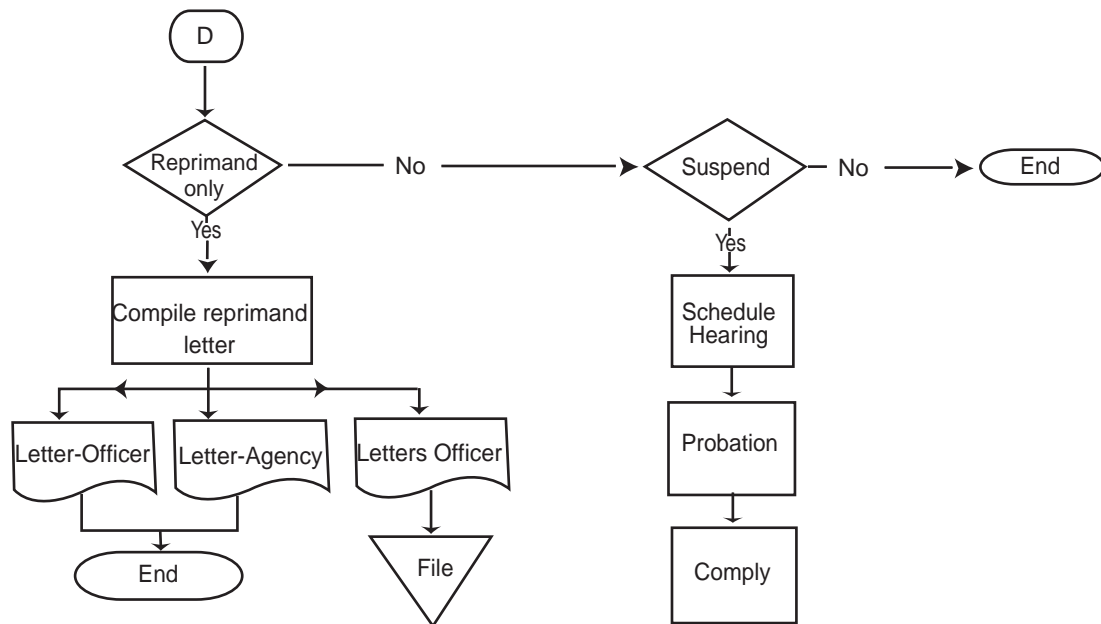 D
Reprimand
only
No
Suspend
No
End
Yes
Yes
Compile reprimand
letter
Schedule
Hearing
Letter-Officer
Letter-Agency
Letters Officer
Probation
End
File
Comply